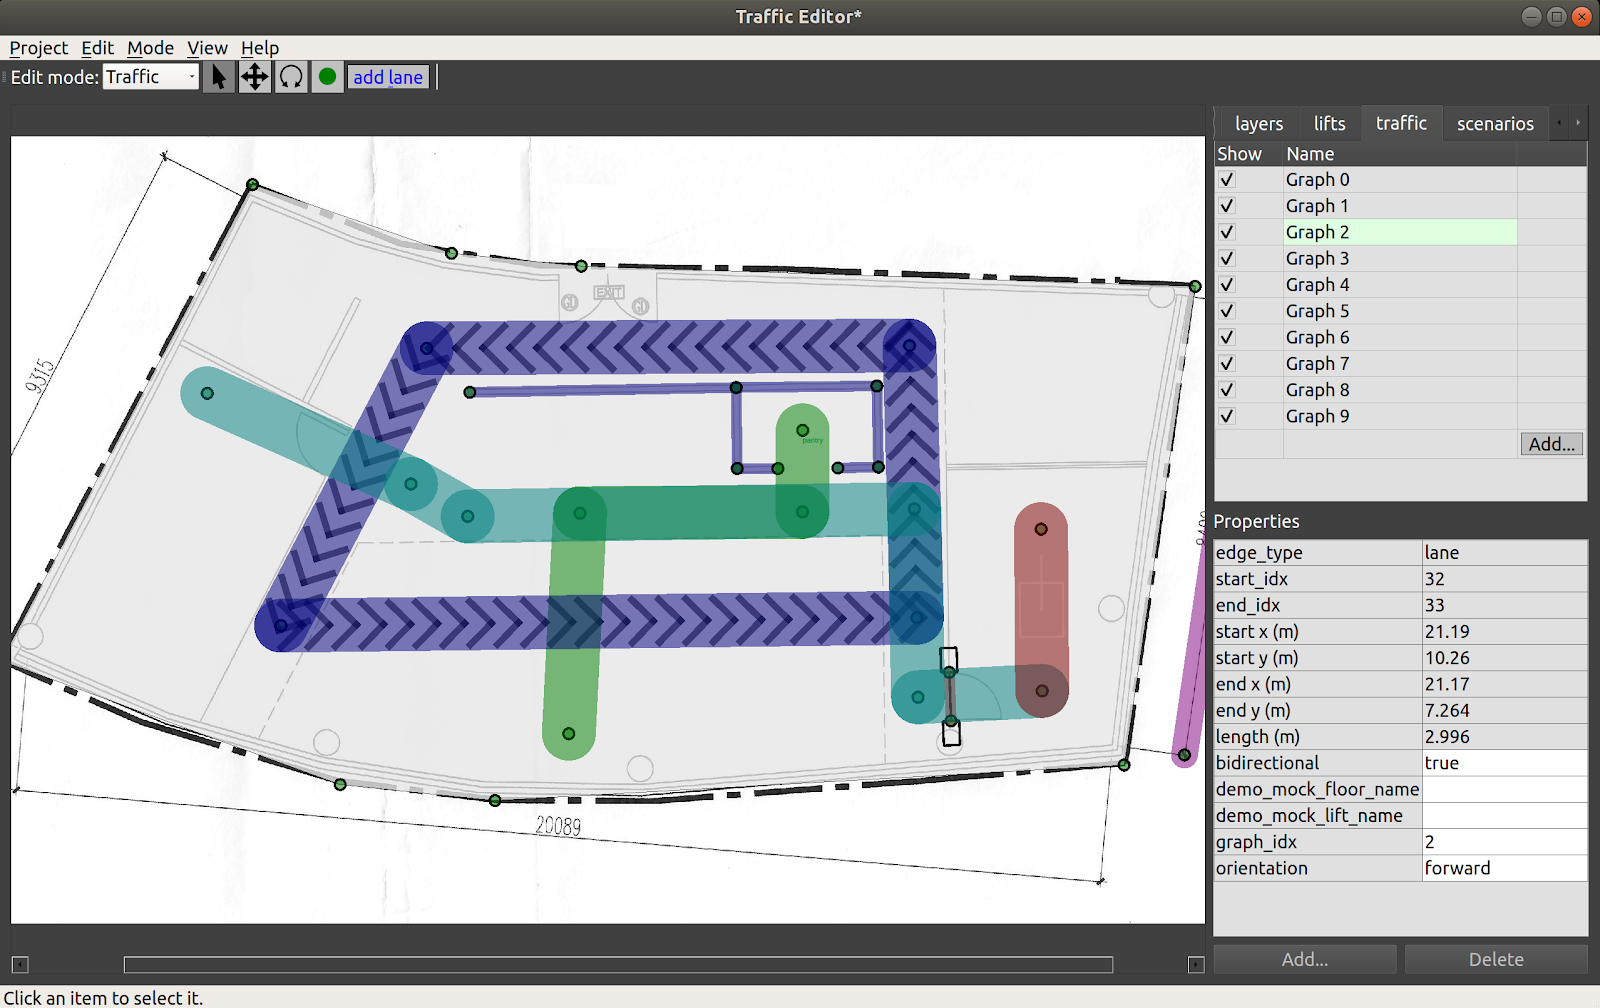 Traffic Editor*
Project Edit Mode View Help
Edit mode: Traffic add lane
layers lifts traffic scenarios
Show Name
Graph 0
Graph 1
Graph 2
Graph 3
Graph 4
Graph 5
Graph 6
Graph 7
Graph 8
Graph 9
Add...
EXIT
9315
pantry
20089
Properties
edge_type lane
start_idx 32
end_idx 33
start x (m) 21.19
start y (m) 10.26
end x (m) 21.17
end y (m) 7.264
length (m) 2.996
bidirectional true
demo_mock_floor_name
demo_mock_lift_name
graph_idx 2
orientation forward
Add... Delete
Click an item to select it.